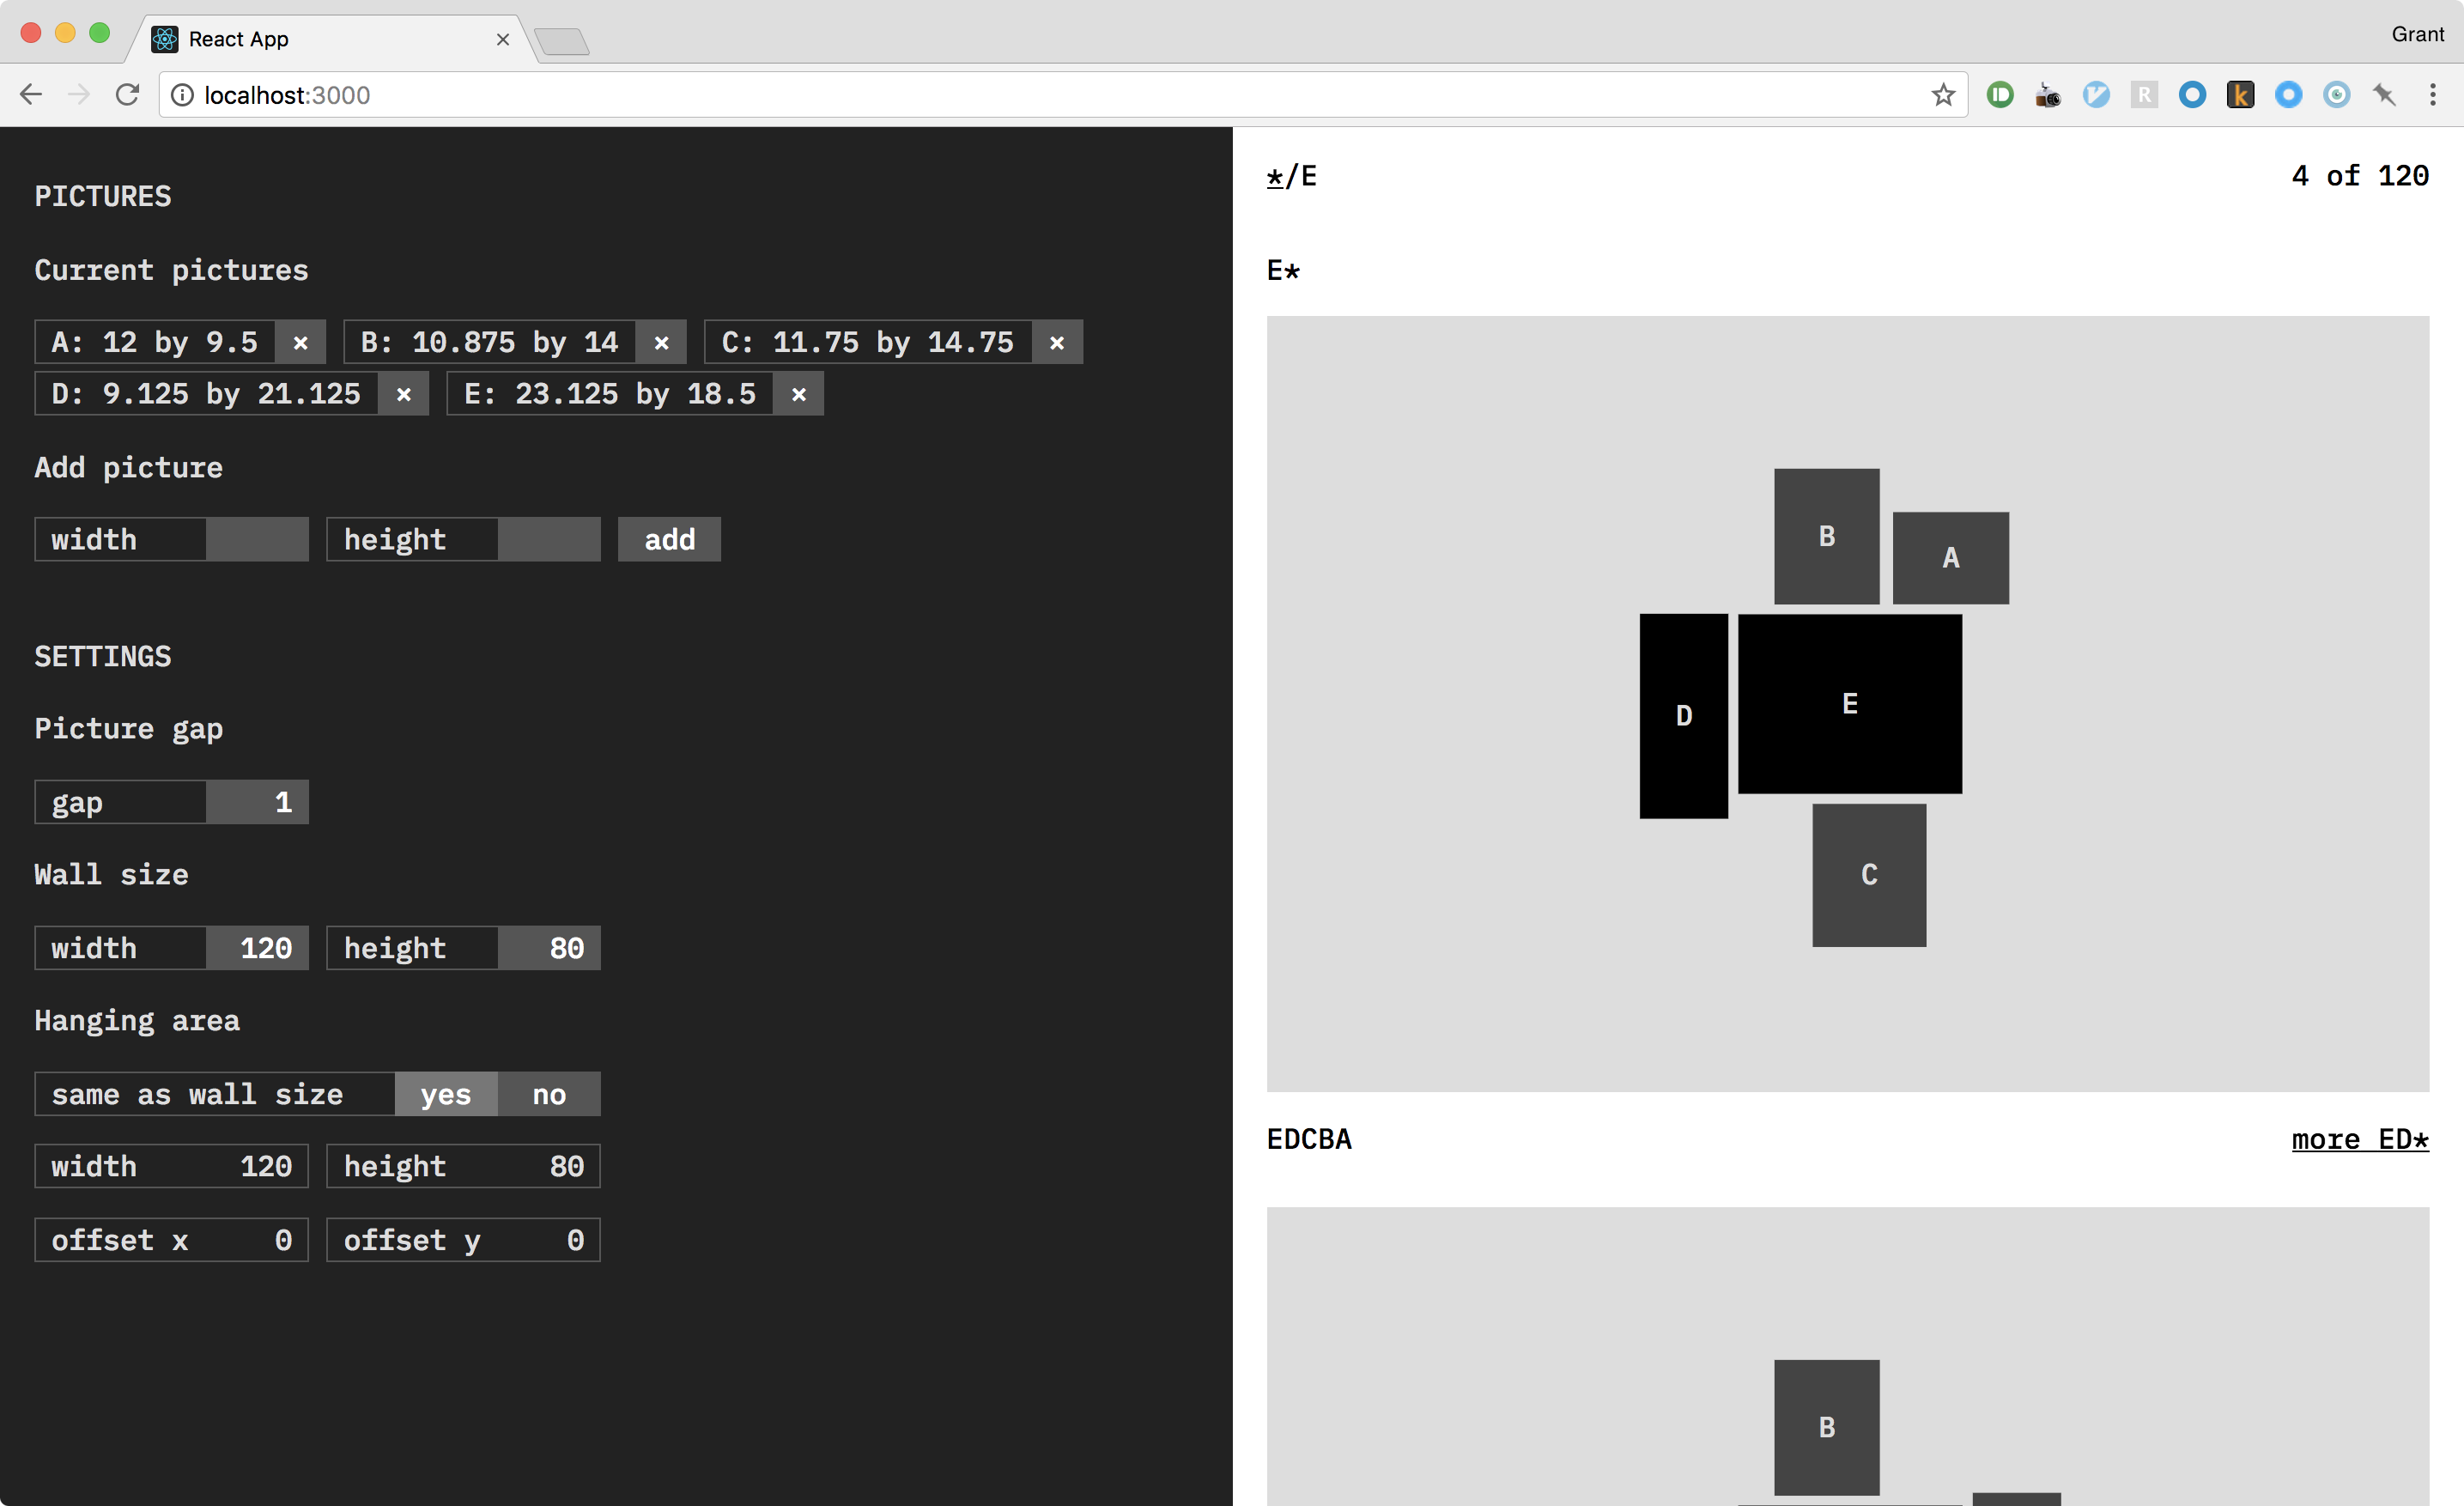 React App ×
Grant
localhost:3000
PICTURES
Current pictures
A: 12 by 9.5 × B: 10.875 by 14 × C: 11.75 by 14.75 ×
D: 9.125 by 21.125 × E: 23.125 by 18.5 ×
Add picture
width height add
SETTINGS
Picture gap
gap 1
Wall size
width 120 height 80
Hanging area
same as wall size yes no
width 120 height 80
offset x 0 offset y 0
*/E 4 of 120
E*
B
A
D
E
C
EDCBA more ED*
B